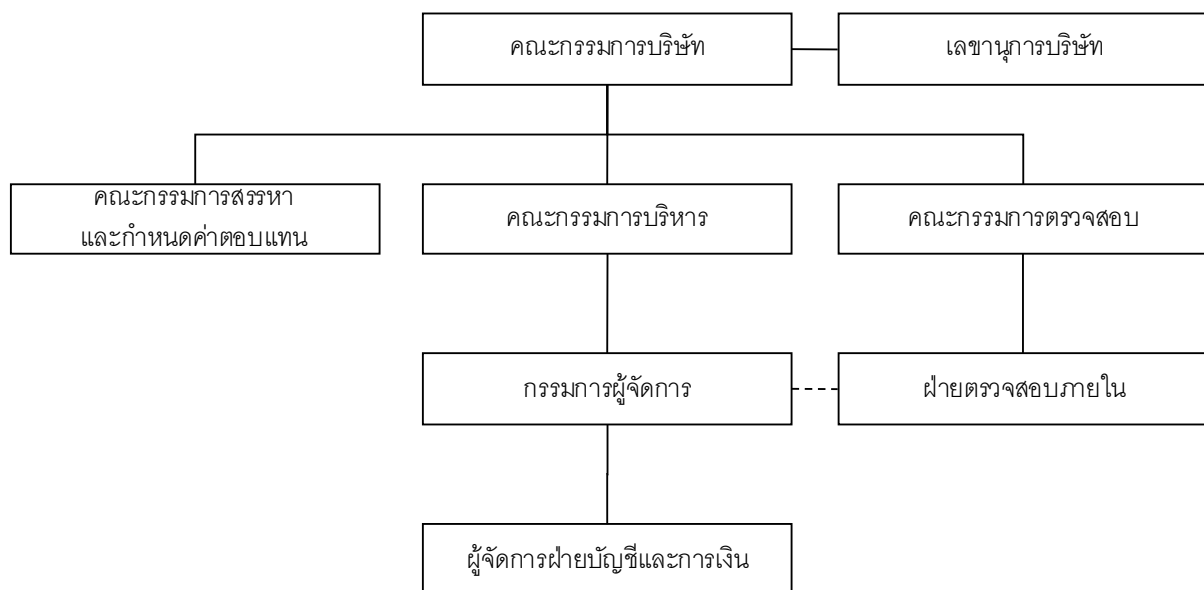 คณะกรรมการบริษัท
เลขานุการบริษัท
คณะกรรมการสรรหา
และกำหนดค่าตอบแทน
คณะกรรมการบริหาร
คณะกรรมการตรวจสอบ
กรรมการผู้จัดการ
ฝ่ายตรวจสอบภายใน
ผู้จัดการฝ่ายบัญชีและการเงิน